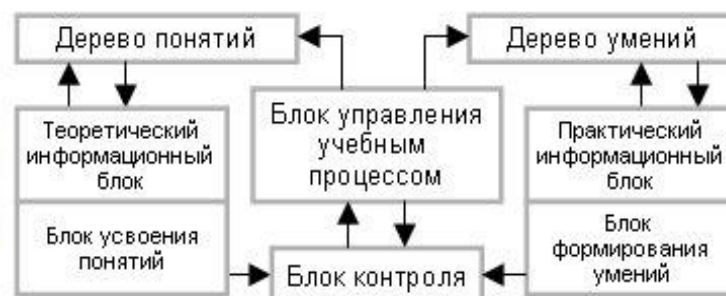 Дерево понятий
Дерево умений
Теоретический
информационный
блок
Блок усвоения
понятий
Блок управления
учебным
процессом
Блок контроля
Практический
информационный
блок
Блок
формирования
умений